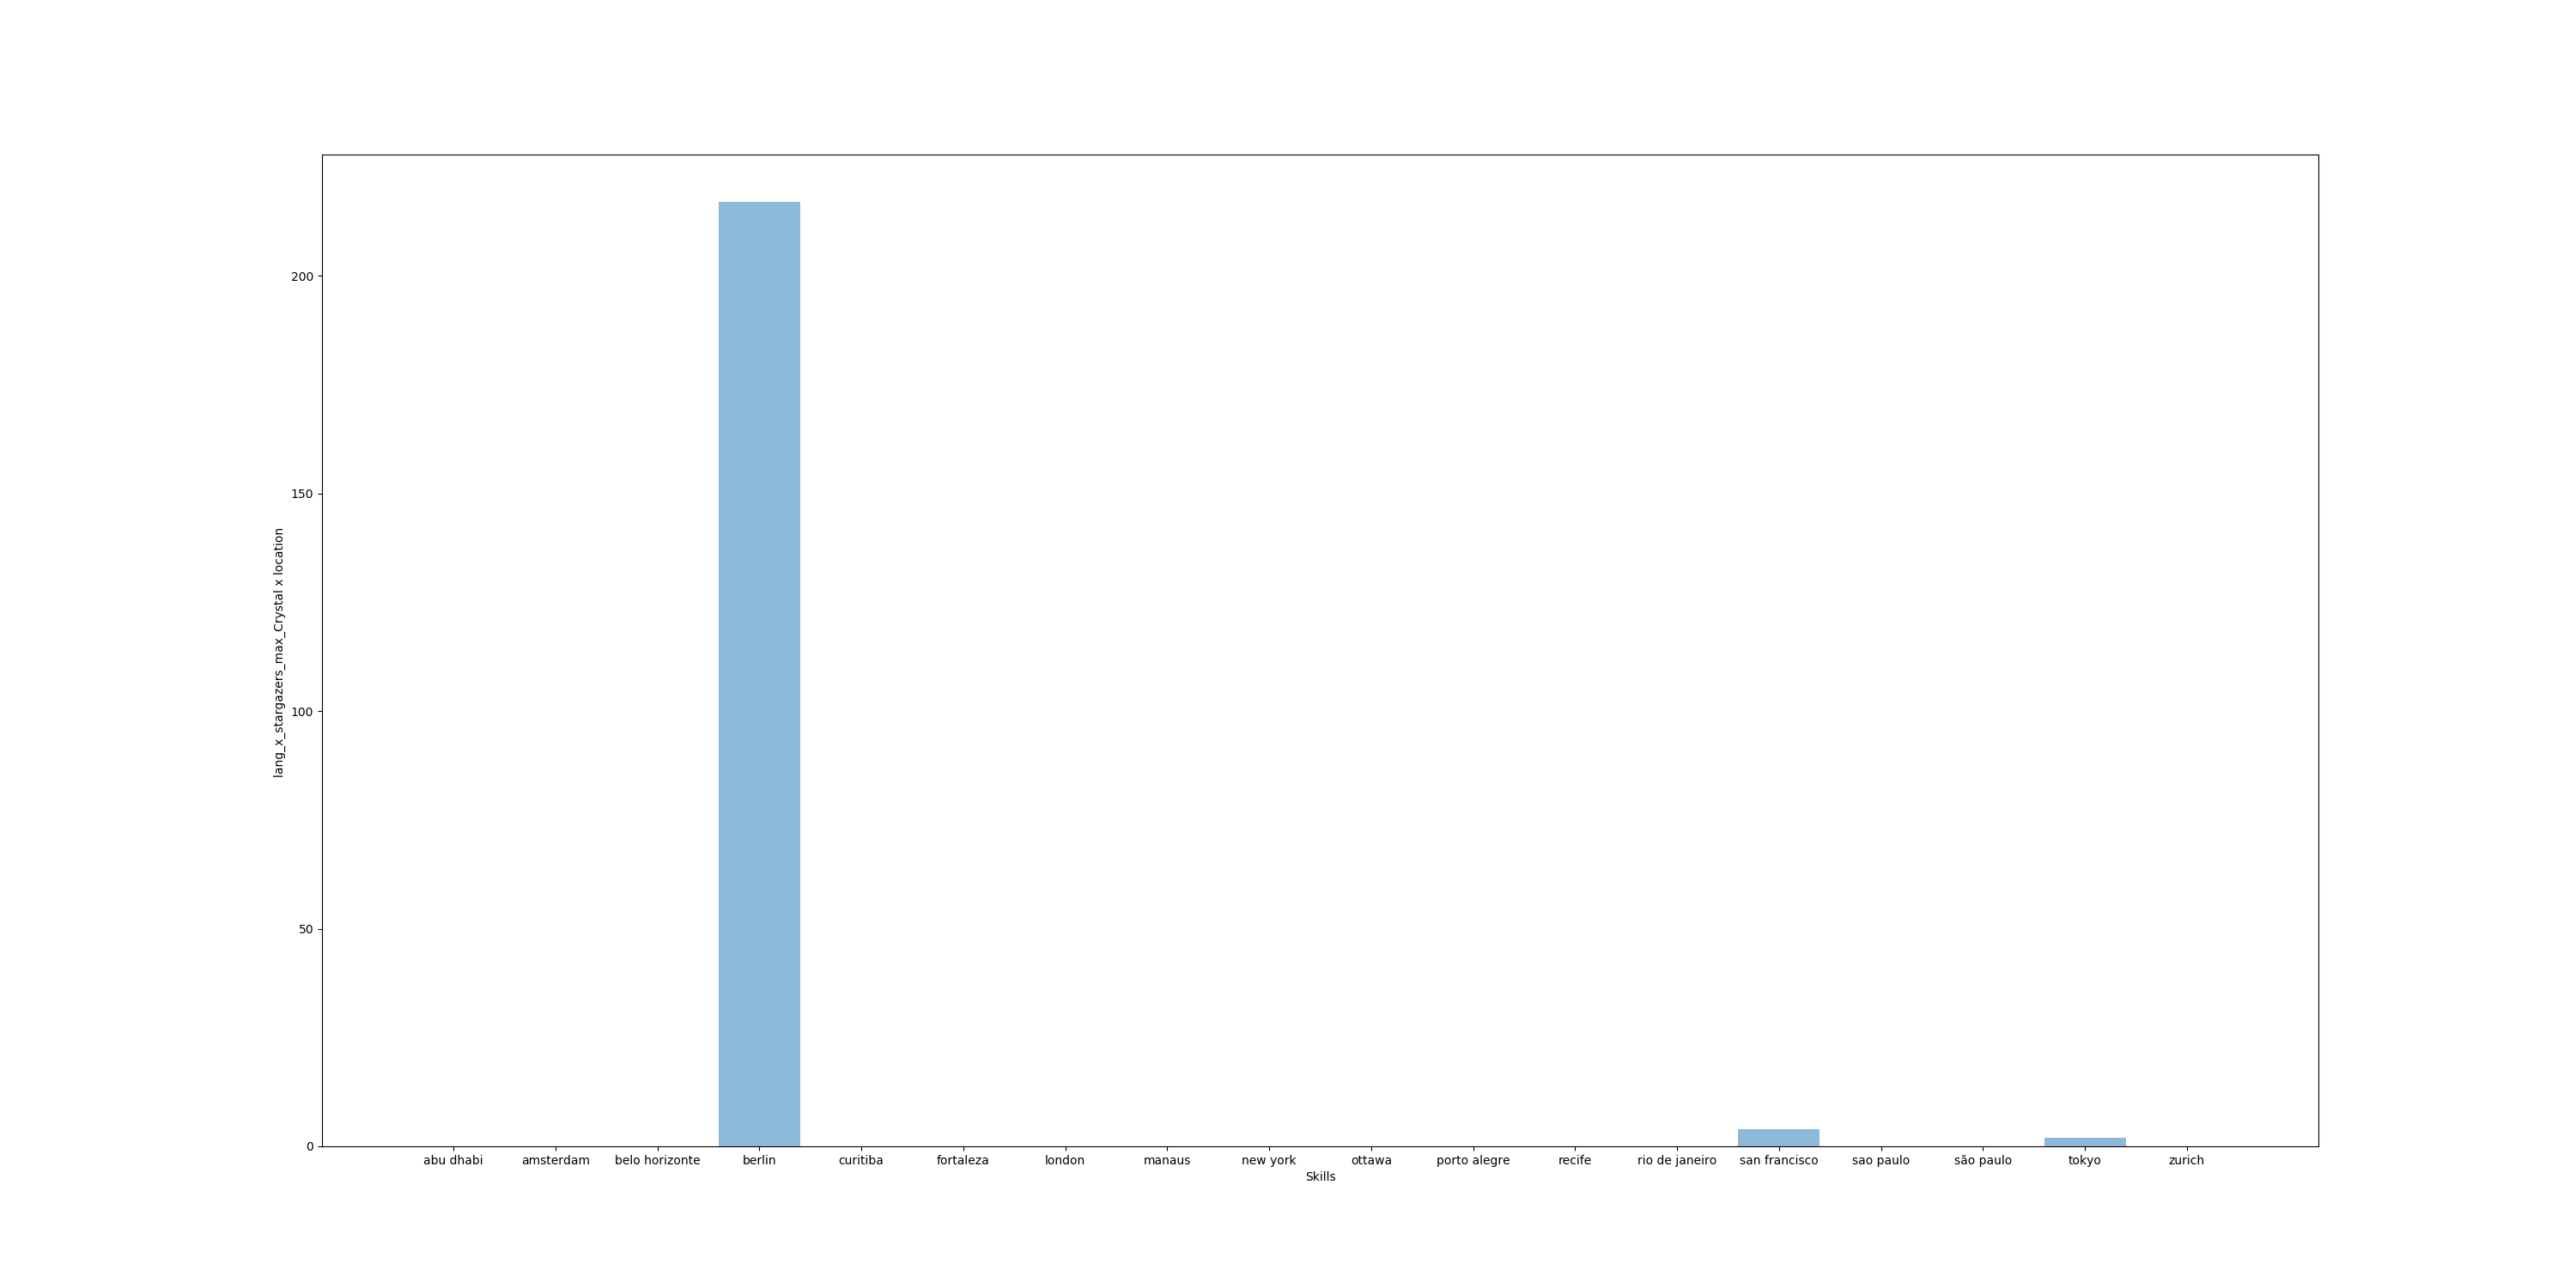 lang_x_stargazers_max_Crystal x location
200
150
100
50
0
abu dhabi amsterdam belo horizonte berlin curitiba fortaleza london manaus new york ottawa porto alegre recife rio de janeiro san francisco sao paulo são paulo tokyo zurich
Skills